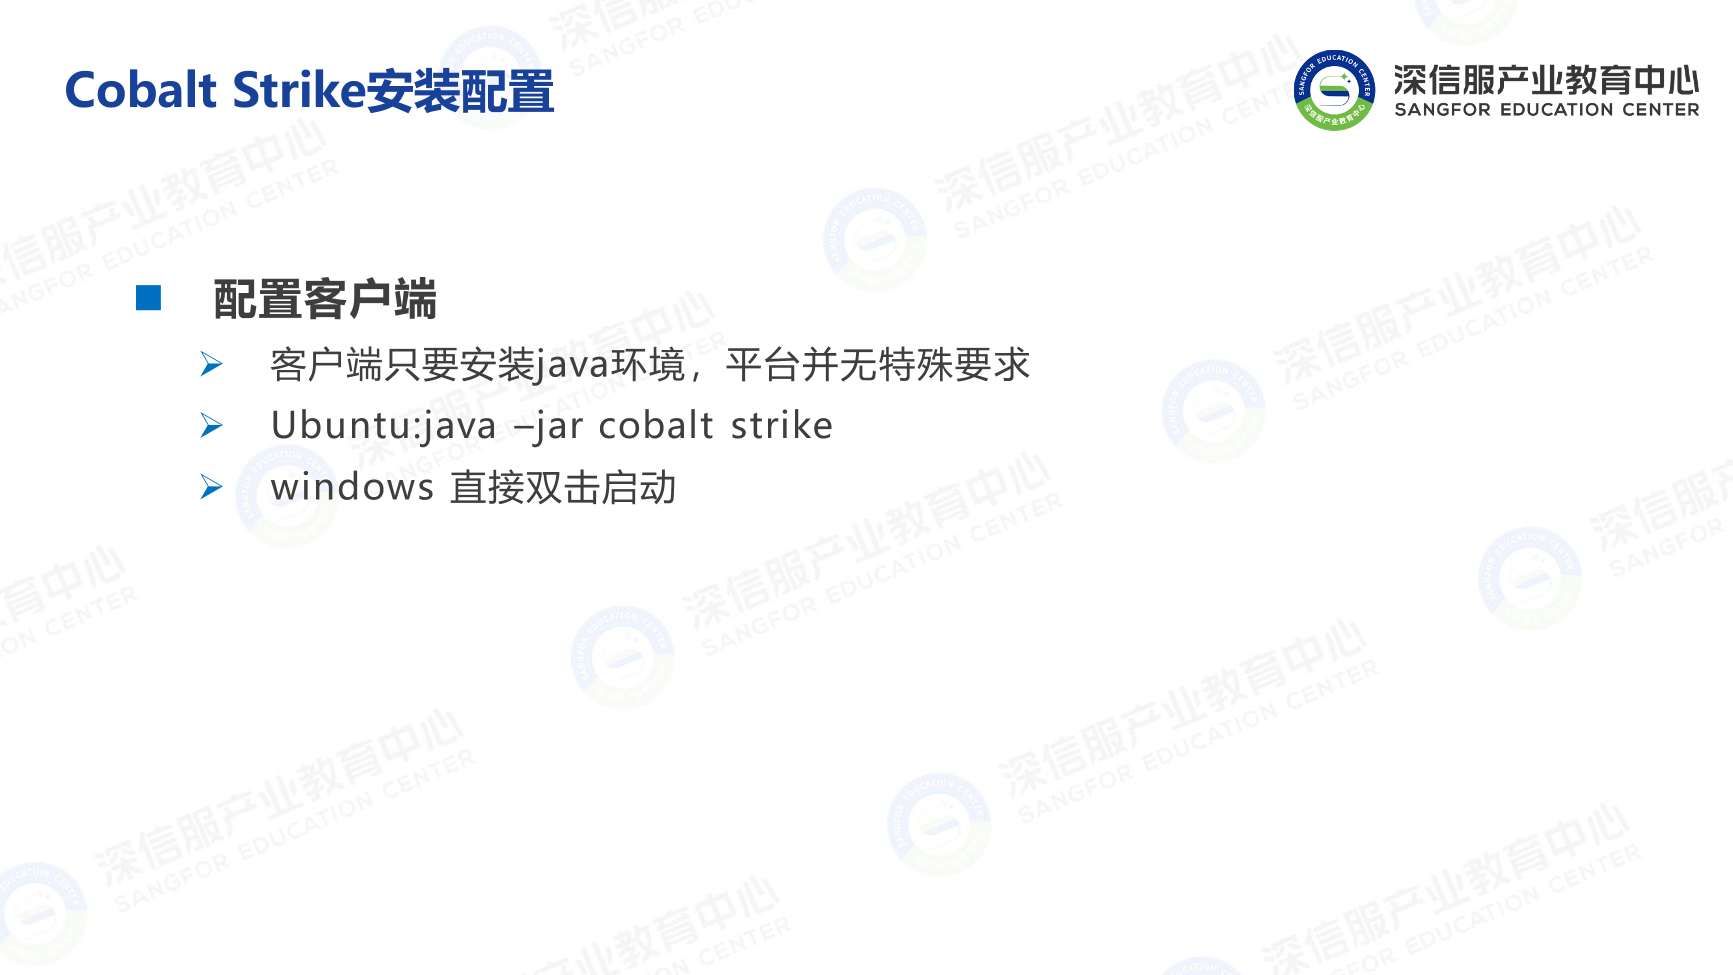 Cobalt Strike安装配置
深信服产业教育中心
SANGFOR EDUCATION CENTER
配置客户端
客户端只要安装java环境，平台并无特殊要求
Ubuntu:java –jar cobalt strike
windows 直接双击启动